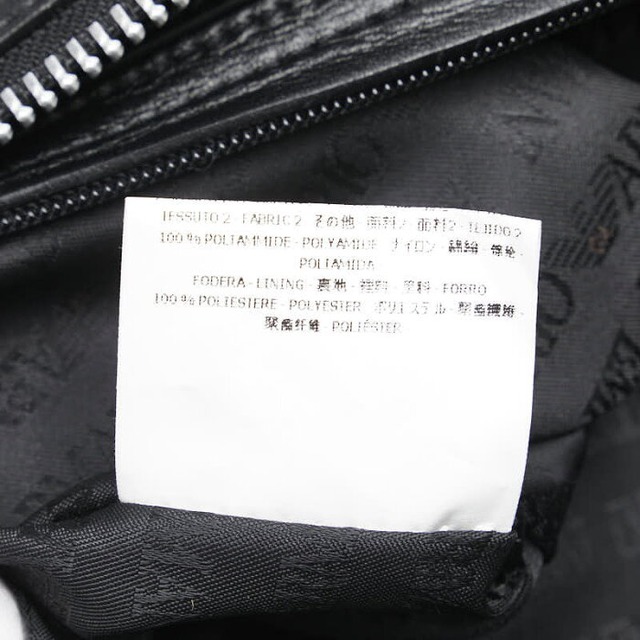 TESSUTO 2 - FABRIC 2 その他 面料2 面料2 - TEJIDO 2
100 % POLIAMMIDE - POLYAMIDE ナイロン - 錦綸 - 锦纶 -
POLIAMIDA
FODERA - LINING - 裏地 - 里料 - FORRO
100 % POLIESTERE - POLYESTER - ポリエステル - 聚酯纖維 -
聚酯纤维 - POLIÉSTER